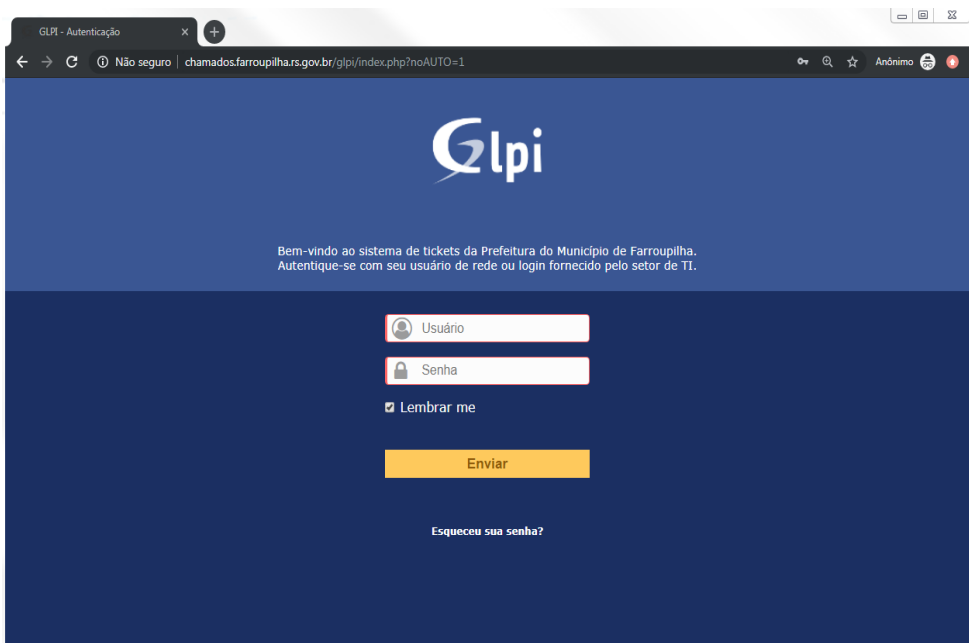 GLPI - Autenticação
Não seguro | chamados.farroupilha.rs.gov.br/glpi/index.php?noAUTO=1 Anônimo
Glpi
Bem-vindo ao sistema de tickets da Prefeitura do Município de Farroupilha.
Autentique-se com seu usuário de rede ou login fornecido pelo setor de TI.
Usuário
Senha
Lembrar me
Enviar
Esqueceu sua senha?